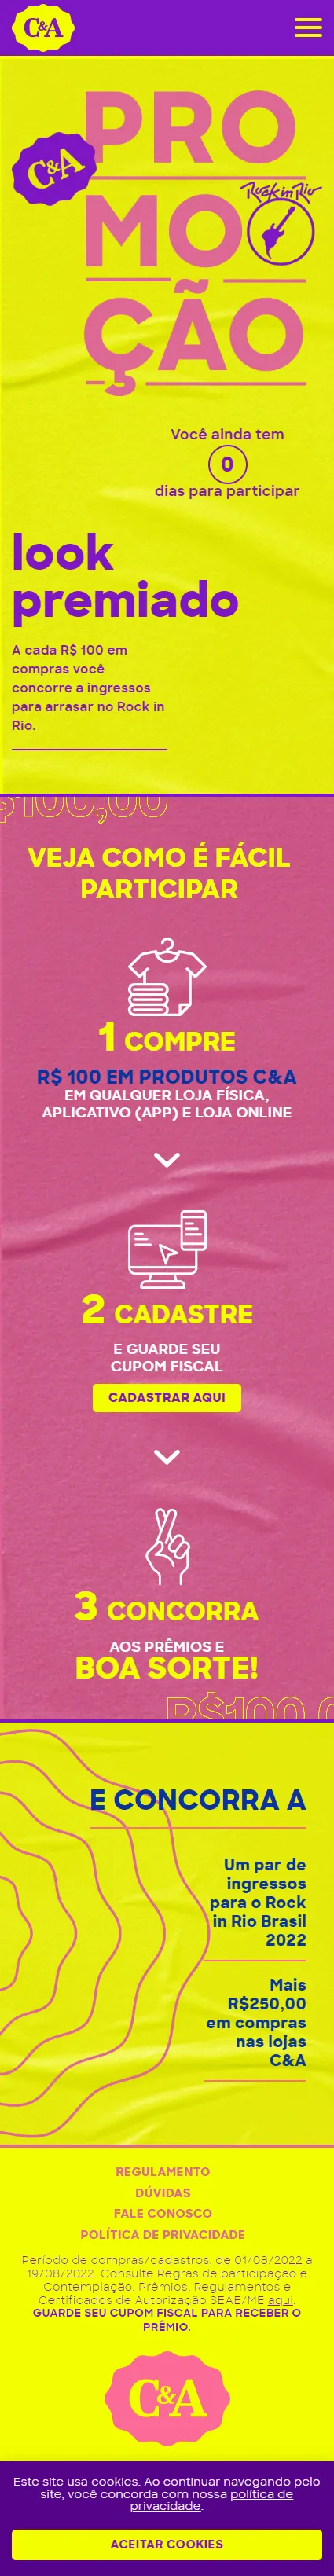 C&A
PRO
C&A
Rock in Rio
MO
ÇÃO
Você ainda tem
0
dias para participar
look
premiado
A cada R$ 100 em
compras você
concorre a ingressos
para arrasar no Rock in
Rio.
$100,00
VEJA COMO É FÁCIL
PARTICIPAR
1 COMPRE
R$ 100 EM PRODUTOS C&A
EM QUALQUER LOJA FÍSICA,
APLICATIVO (APP) E LOJA ONLINE
2 CADASTRE
E GUARDE SEU
CUPOM FISCAL
CADASTRAR AQUI
3 CONCORRA
AOS PRÊMIOS E
BOA SORTE!
R$100,0
E CONCORRA A
Um par de
ingressos
para o Rock
in Rio Brasil
2022
Mais
R$250,00
em compras
nas lojas
C&A
REGULAMENTO
DÚVIDAS
FALE CONOSCO
POLÍTICA DE PRIVACIDADE
Período de compras/cadastros: de 01/08/2022 a
19/08/2022. Consulte Regras de participação e
Contemplação, Prêmios, Regulamentos e
Certificados de Autorização SEAE/ME aqui.
GUARDE SEU CUPOM FISCAL PARA RECEBER O
PRÊMIO.
C&A
Este site usa cookies. Ao continuar navegando pelo
site, você concorda com nossa política de
privacidade.
ACEITAR COOKIES